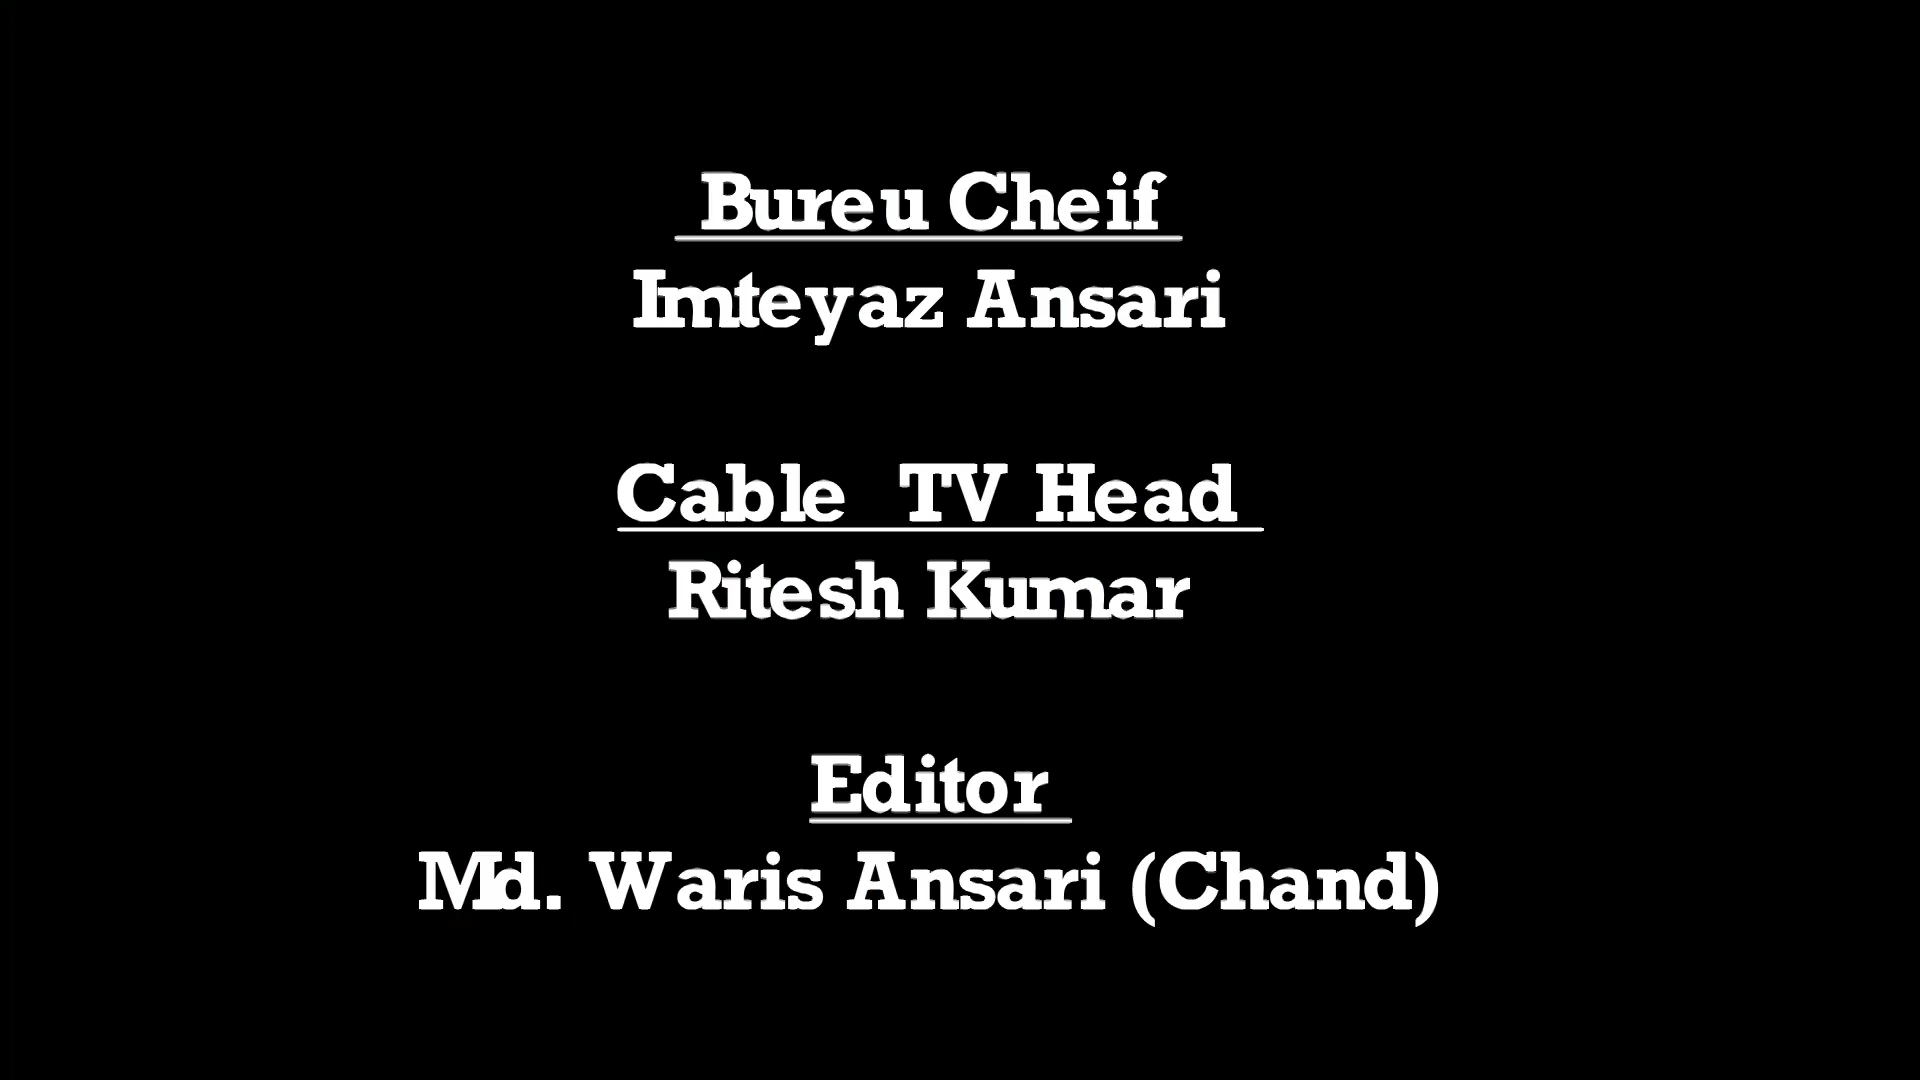 Bureu Cheif
Imteyaz Ansari
Cable TV Head
Ritesh Kumar
Editor
Md. Waris Ansari (Chand)